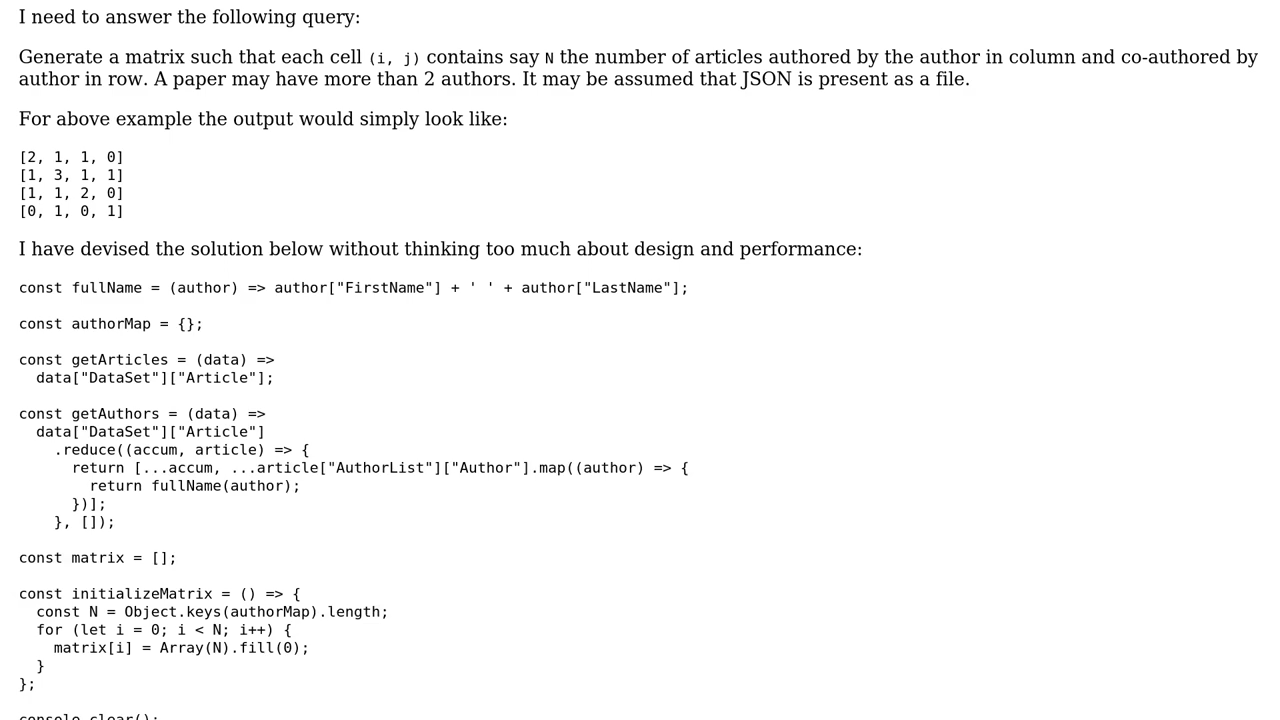 I need to answer the following query:
Generate a matrix such that each cell (i, j) contains say N the number of articles authored by the author in column and co-authored by
author in row. A paper may have more than 2 authors. It may be assumed that JSON is present as a file.
For above example the output would simply look like:
[2, 1, 1, 0]
[1, 3, 1, 1]
[1, 1, 2, 0]
[0, 1, 0, 1]
I have devised the solution below without thinking too much about design and performance:
const fullName = (author) => author["FirstName"] + ' ' + author["LastName"];
const authorMap = {};
const getArticles = (data) =>
  data["DataSet"]["Article"];
const getAuthors = (data) =>
  data["DataSet"]["Article"]
    .reduce((accum, article) => {
      return [...accum, ...article["AuthorList"]["Author"].map((author) => {
        return fullName(author);
      })];
    }, []);
const matrix = [];
const initializeMatrix = () => {
  const N = Object.keys(authorMap).length;
  for (let i = 0; i < N; i++) {
    matrix[i] = Array(N).fill(0);
  }
};
console.clear();